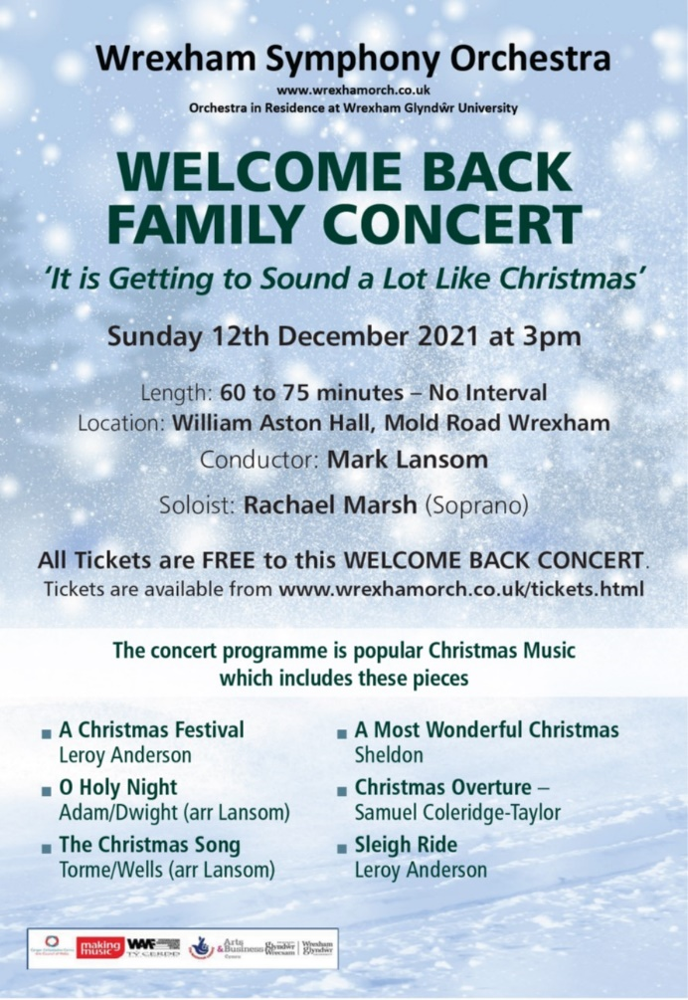 Wrexham Symphony Orchestra
www.wrexhamorch.co.uk
Orchestra in Residence at Wrexham Glyndŵr University
WELCOME BACK
FAMILY CONCERT
‘It is Getting to Sound a Lot Like Christmas’
Sunday 12th December 2021 at 3pm
Length: 60 to 75 minutes – No Interval
Location: William Aston Hall, Mold Road Wrexham
Conductor: Mark Lansom
Soloist: Rachael Marsh (Soprano)
All Tickets are FREE to this WELCOME BACK CONCERT.
Tickets are available from www.wrexhamorch.co.uk/tickets.html
The concert programme is popular Christmas Music
which includes these pieces
A Christmas Festival
Leroy Anderson
O Holy Night
Adam/Dwight (arr Lansom)
The Christmas Song
Torme/Wells (arr Lansom)
A Most Wonderful Christmas
Sheldon
Christmas Overture –
Samuel Coleridge-Taylor
Sleigh Ride
Leroy Anderson
making
music
TY CERDD
Arts
&Business
Cymru
glyndŵr
Wrecsam
Wrexham
glyndŵr